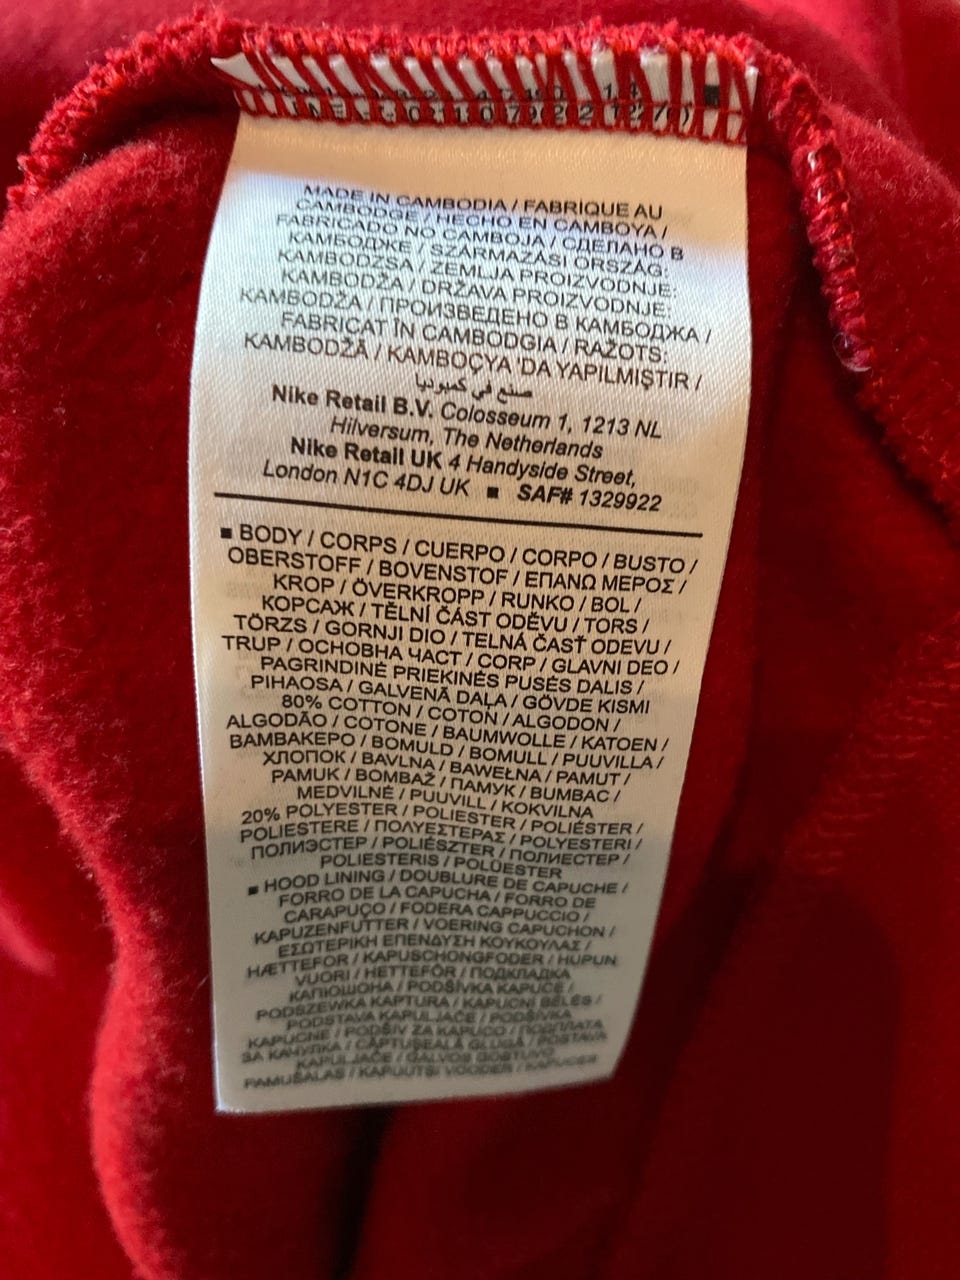 MADE IN CAMBODIA / FABRIQUE AU
CAMBODGE / HECHO EN CAMBOYA /
FABRICADO NO CAMBOJA / СДЕЛАНО В
КАМБОДЖЕ / SZÁRMAZÁSI ORSZÁG:
KAMBODZSA / ZEMLJA PROIZVODNJE:
KAMBODŽA / DRŽAVA PROIZVODNJE:
KAMBODŽA / ПРОИЗВЕДЕНО В КАМБОДЖА /
FABRICAT ÎN CAMBODGIA / RAŽOTS:
KAMBODŽĀ / KAMBOÇYA 'DA YAPILMIŞTIR /
صنع في كمبوديا
Nike Retail B.V. Colosseum 1, 1213 NL
Hilversum, The Netherlands
Nike Retail UK 4 Handyside Street,
London N1C 4DJ UK ■ SAF# 1329922
■ BODY / CORPS / CUERPO / CORPO / BUSTO /
OBERSTOFF / BOVENSTOF / ΕΠΑΝΩ ΜΕΡΟΣ /
KROP / ÖVERKROPP / RUNKO / BOL /
КОРСАЖ / TĚLNÍ ČÁST ODĚVU / TORS /
TÖRZS / GORNJI DIO / TELNÁ ČASŤ ODEVU /
TRUP / ОСНОВНА ЧАСТ / CORP / GLAVNI DEO /
PAGRINDINĖ PRIEKINĖS PUSĖS DALIS /
PIHAOSA / GALVENĀ DAĻA / GÖVDE KISMI
80% COTTON / COTON / ALGODON /
ALGODÃO / COTONE / BAUMWOLLE / KATOEN /
ΒΑΜΒΑΚΕΡΟ / BOMULD / BOMULL / PUUVILLA /
ХЛОПОК / BAVLNA / BAWEŁNA / PAMUT /
PAMUK / BOMBAŽ / ПАМУК / BUMBAC /
MEDVILNĖ / PUUVILL / KOKVILNA
20% POLYESTER / POLIESTER / POLIÉSTER /
POLIESTERE / ΠΟΛΥΕΣΤΕΡΑΣ / POLYESTERI /
ПОЛИЭСТЕР / POLIÉSZTER / ПОЛИЕСТЕР /
POLIESTERIS / POLÜESTER
■ HOOD LINING / DOUBLURE DE CAPUCHE /
FORRO DE LA CAPUCHA / FORRO DE
CARAPUÇO / FODERA CAPPUCCIO /
KAPUZENFUTTER / VOERING CAPUCHON /
ΕΣΩΤΕΡΙΚΗ ΕΠΕΝΔΥΣΗ ΚΟΥΚΟΥΛΑΣ /
HÆTTEFOR / KAPUSCHONGFODER / HUPUN
VUORI / HETTEFÔR / ПОДКЛАДКА
КАПЮШОНА / PODŠÍVKA KAPUCE /
PODSZEWKA KAPTURA / KAPUCNI BÉLÉS /
PODSTAVA KAPULJAČE / PODŠÍVKA
KAPUCNE / PODŠIV ZA KAPUCO / ПОДПЛАТА
ЗА КАЧУЛКА / CĂPTUȘEALĂ GLUGĂ / POSTAVA
KAPULJAČE / GALVOS GOBTUVO
PAMUŠALAS / KAPUUTSI VOODER / KAPUCES